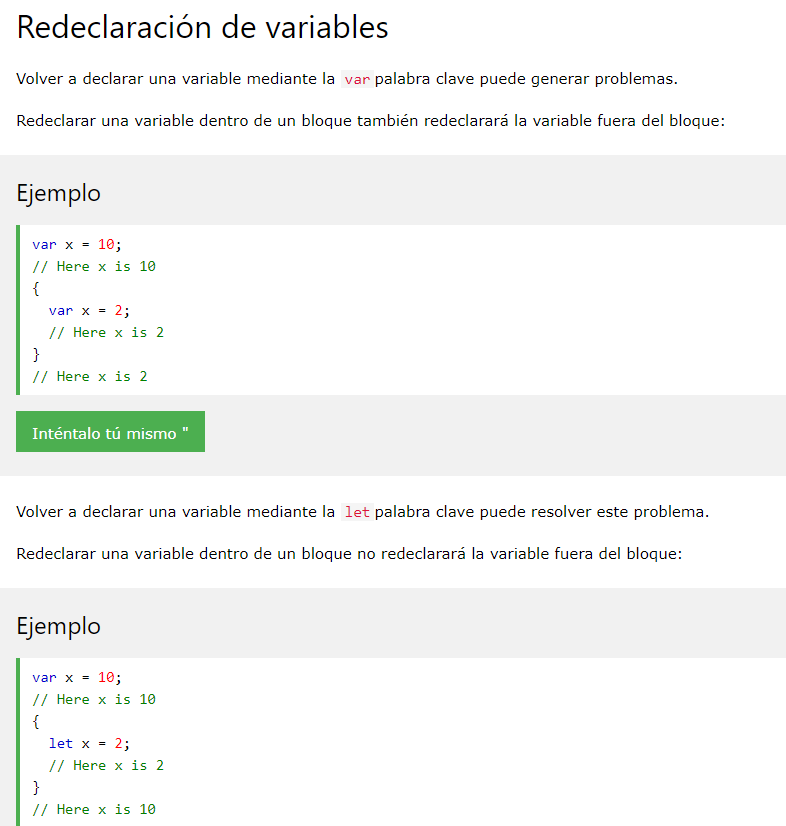 Redeclaración de variables
Volver a declarar una variable mediante la var palabra clave puede generar problemas.
Redeclarar una variable dentro de un bloque también redeclarará la variable fuera del bloque:
Ejemplo
var x = 10;
// Here x is 10
{
  var x = 2;
  // Here x is 2
}
// Here x is 2
Inténtalo tú mismo "
Volver a declarar una variable mediante la let palabra clave puede resolver este problema.
Redeclarar una variable dentro de un bloque no redeclarará la variable fuera del bloque:
Ejemplo
var x = 10;
// Here x is 10
{
  let x = 2;
  // Here x is 2
}
// Here x is 10